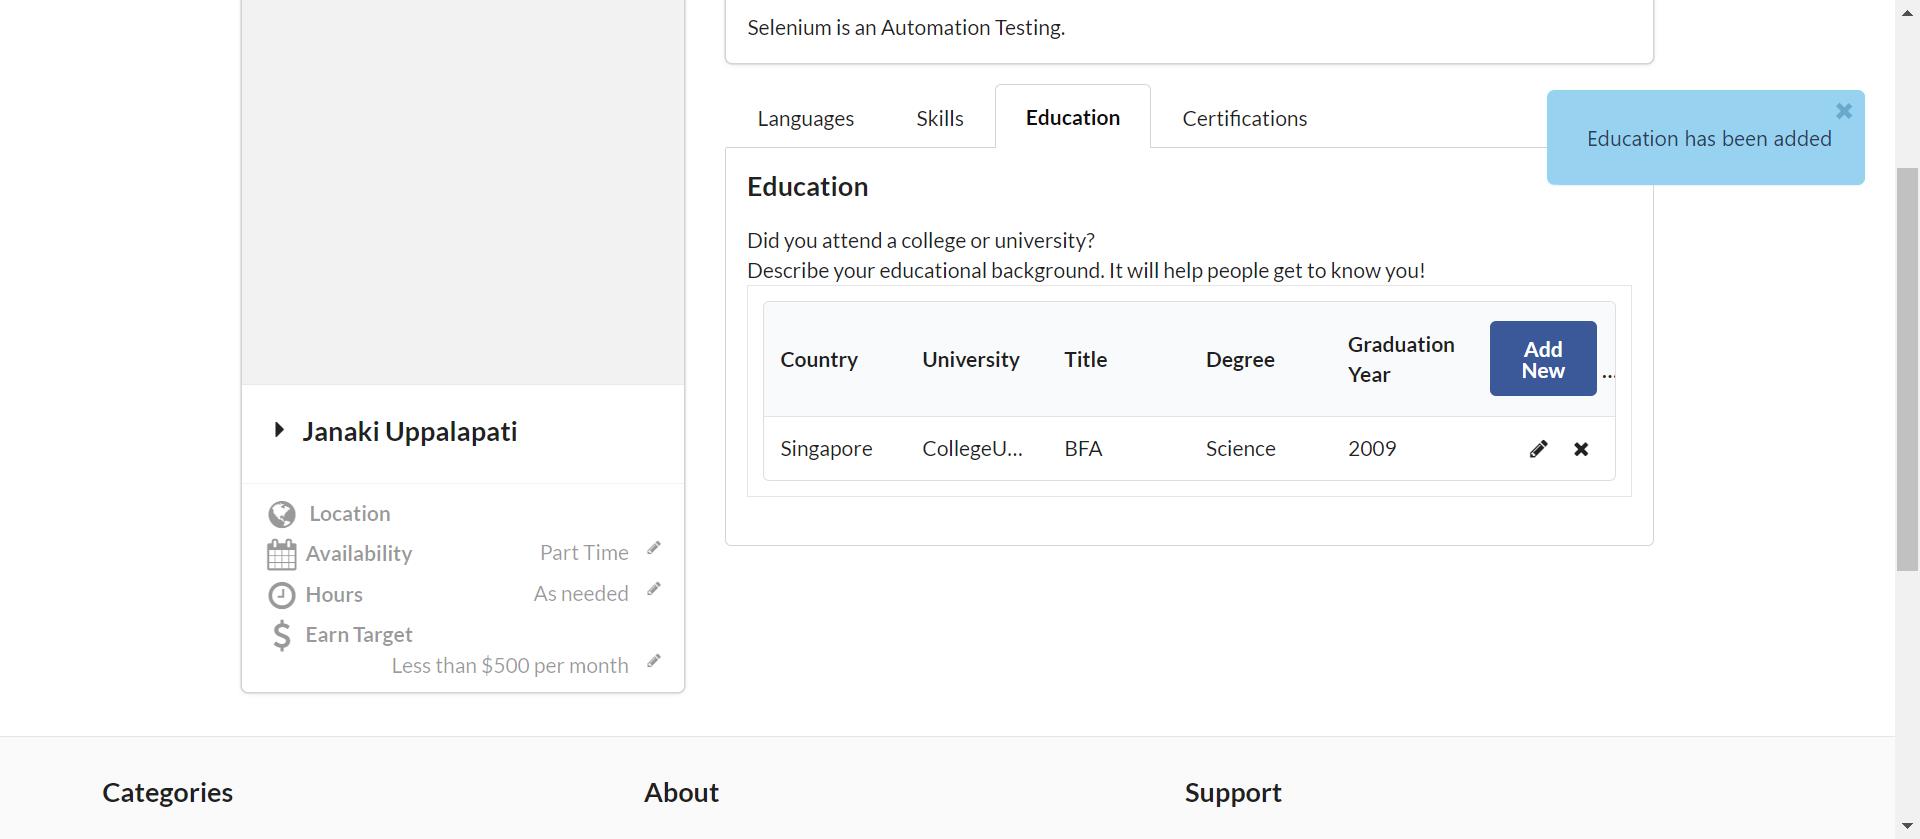 Selenium is an Automation Testing.
Languages Skills Education Certifications
Education has been added
Education
Did you attend a college or university?
Describe your educational background. It will help people get to know you!
Country University Title Degree Graduation Year Add New ...
Singapore CollegeU... BFA Science 2009
Janaki Uppalapati
Location
Availability Part Time
Hours As needed
Earn Target
Less than $500 per month
Categories About Support